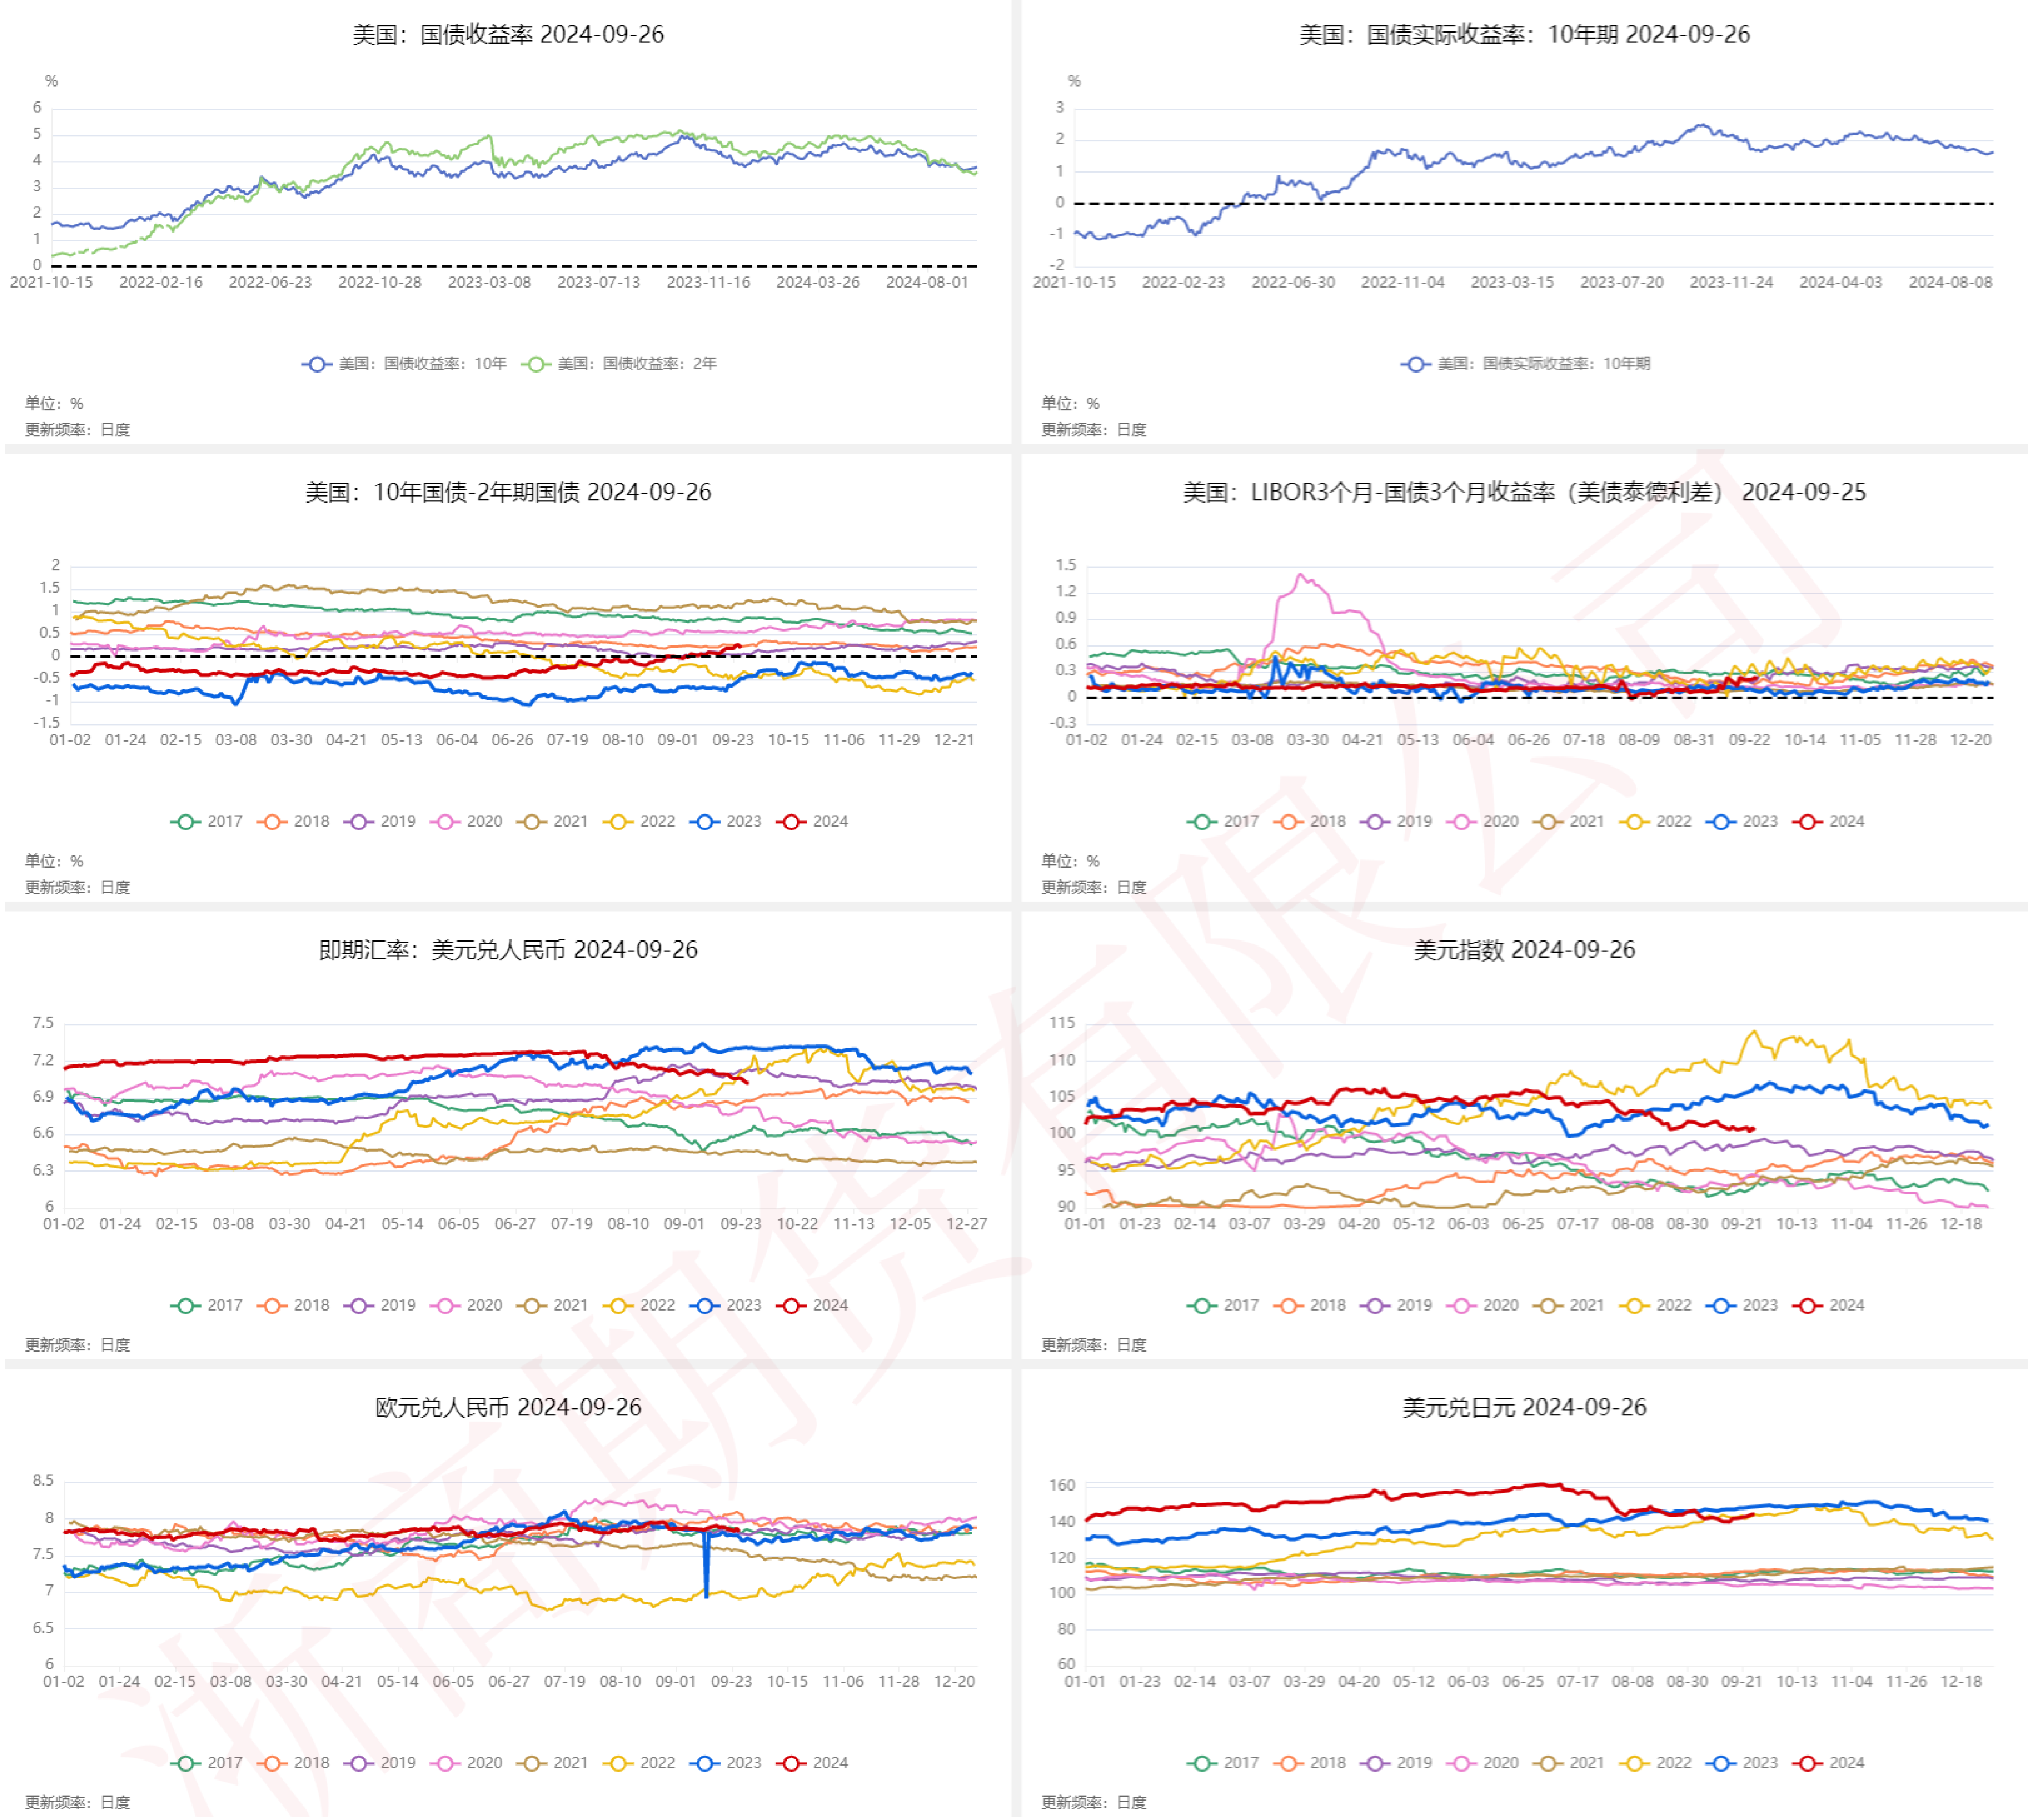 美国：国债收益率 2024-09-26
%
6
5
4
3
2
1
0
2021-10-15 2022-02-16 2022-06-23 2022-10-28 2023-03-08 2023-07-13 2023-11-16 2024-03-26 2024-08-01
美国：国债收益率：10年 美国：国债收益率：2年
单位：%
更新频率：日度
美国：国债实际收益率：10年期 2024-09-26
%
3
2
1
0
-1
-2
2021-10-15 2022-02-23 2022-06-30 2022-11-04 2023-03-15 2023-07-20 2023-11-24 2024-04-03 2024-08-08
美国：国债实际收益率：10年期
单位：%
更新频率：日度
美国：10年国债-2年期国债 2024-09-26
2
1.5
1
0.5
0
-0.5
-1
-1.5
01-02 01-24 02-15 03-08 03-30 04-21 05-13 06-04 06-26 07-19 08-10 09-01 09-23 10-15 11-06 11-29 12-21
2017 2018 2019 2020 2021 2022 2023 2024
单位：%
更新频率：日度
美国：LIBOR3个月-国债3个月收益率（美债泰德利差） 2024-09-25
1.5
1.2
0.9
0.6
0.3
0
-0.3
01-02 01-24 02-15 03-08 03-30 04-21 05-13 06-04 06-26 07-18 08-09 08-31 09-22 10-14 11-05 11-28 12-20
2017 2018 2019 2020 2021 2022 2023 2024
单位：%
更新频率：日度
即期汇率：美元兑人民币 2024-09-26
7.5
7.2
6.9
6.6
6.3
6
01-02 01-24 02-15 03-08 03-30 04-21 05-14 06-05 06-27 07-19 08-10 09-01 09-23 10-22 11-13 12-05 12-27
2017 2018 2019 2020 2021 2022 2023 2024
更新频率：日度
美元指数 2024-09-26
115
110
105
100
95
90
01-01 01-23 02-14 03-07 03-29 04-20 05-12 06-03 06-25 07-17 08-08 08-30 09-21 10-13 11-04 11-26 12-18
2017 2018 2019 2020 2021 2022 2023 2024
更新频率：日度
欧元兑人民币 2024-09-26
8.5
8
7.5
7
6.5
6
01-02 01-24 02-15 03-08 03-30 04-21 05-14 06-05 06-27 07-19 08-10 09-01 09-23 10-15 11-06 11-28 12-20
2017 2018 2019 2020 2021 2022 2023 2024
更新频率：日度
美元兑日元 2024-09-26
160
140
120
100
80
60
01-01 01-23 02-14 03-07 03-29 04-20 05-12 06-03 06-25 07-17 08-08 08-30 09-21 10-13 11-04 11-26 12-18
2017 2018 2019 2020 2021 2022 2023 2024
更新频率：日度
浙商期货有限公司